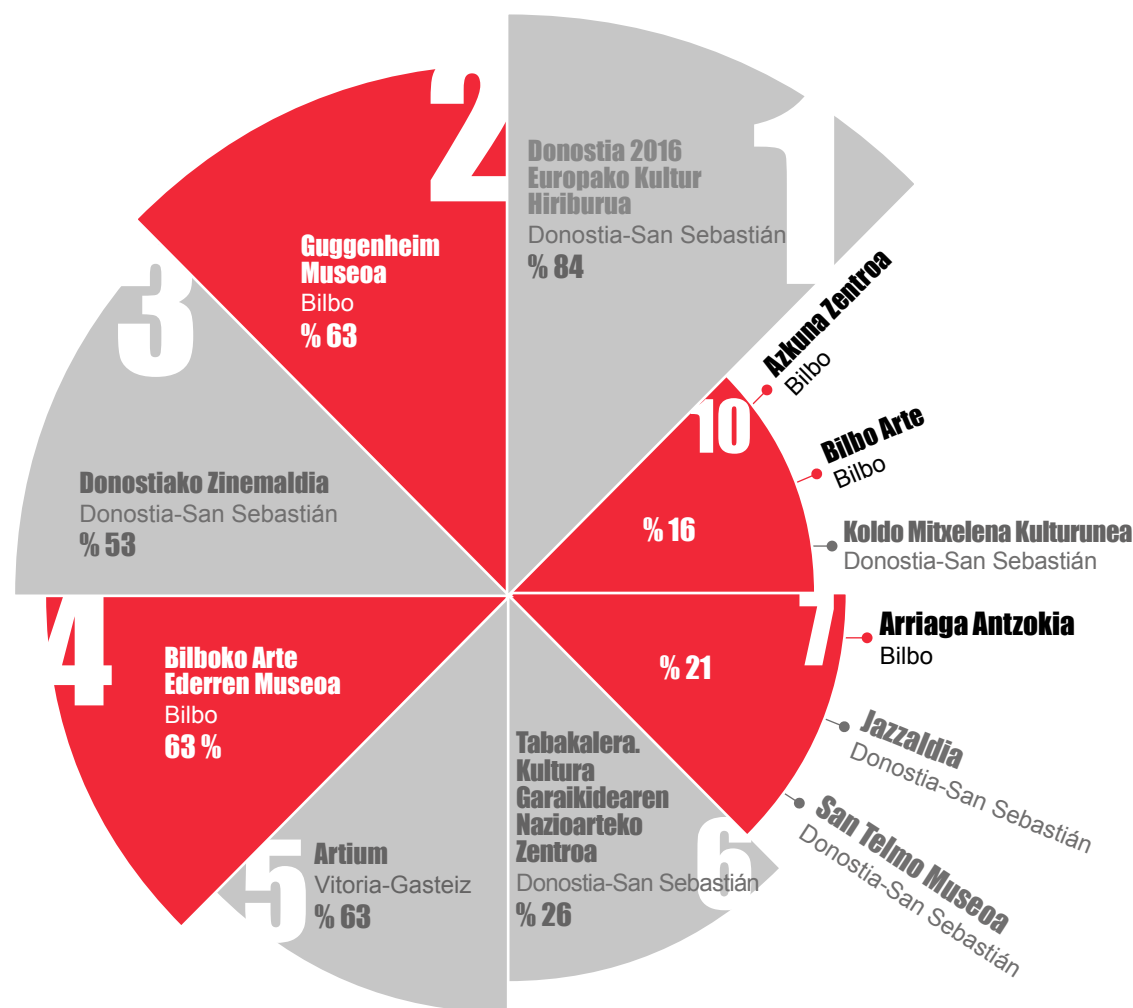 1
Donostia 2016
Europako Kultur
Hiriburua
Donostia-San Sebastián
% 84
2
Guggenheim
Museoa
Bilbo
% 63
3
Donostiako Zinemaldia
Donostia-San Sebastián
% 53
4
Bilboko Arte
Ederren Museoa
Bilbo
63 %
5
Artium
Vitoria-Gasteiz
% 63
6
Tabakalera.
Kultura
Garaikidearen
Nazioarteko
Zentroa
Donostia-San Sebastián
% 26
7
% 21
Arriaga Antzokia
Bilbo
Jazzaldia
Donostia-San Sebastián
San Telmo Museoa
Donostia-San Sebastián
10
% 16
Azkuna Zentroa
Bilbo
Bilbo Arte
Bilbo
Koldo Mitxelena Kulturunea
Donostia-San Sebastián